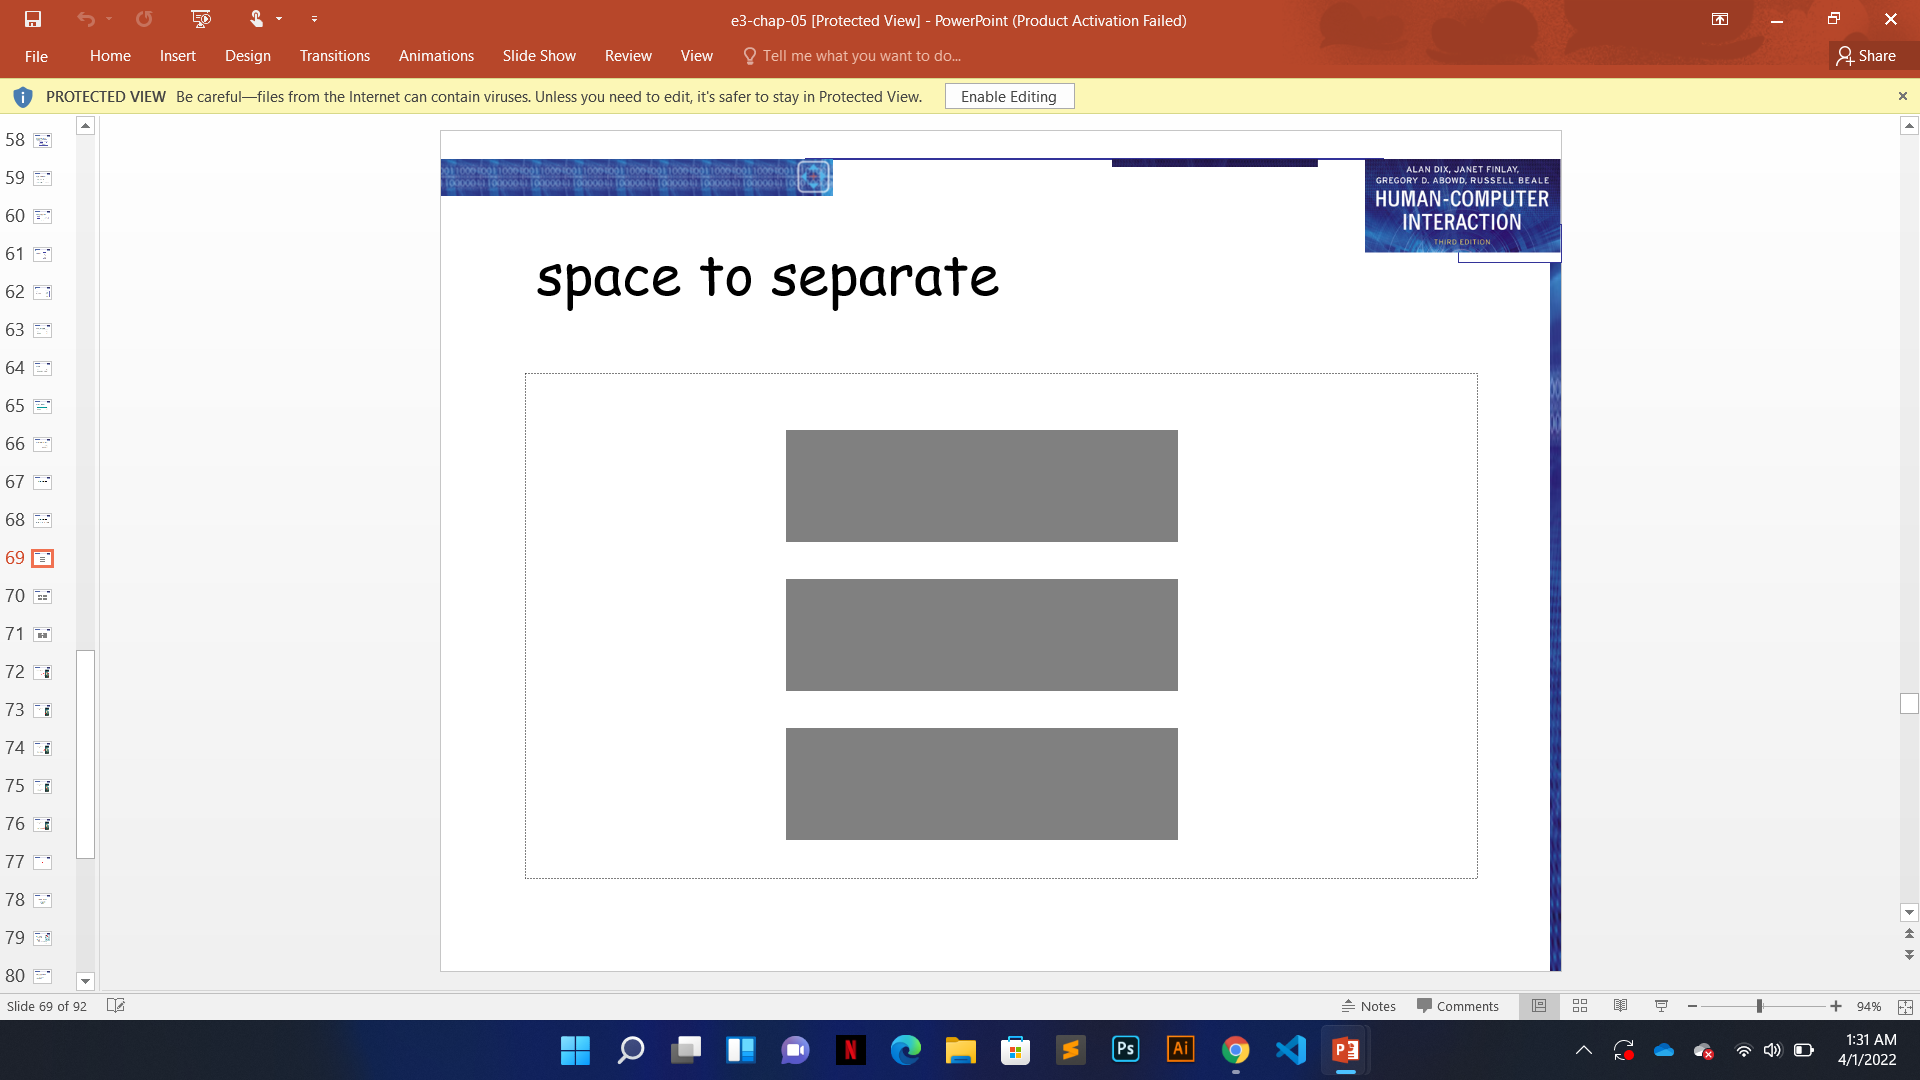 e3-chap-05 [Protected View] - PowerPoint (Product Activation Failed)
File Home Insert Design Transitions Animations Slide Show Review View Tell me what you want to do... Share
PROTECTED VIEW Be careful—files from the Internet can contain viruses. Unless you need to edit, it's safer to stay in Protected View. Enable Editing
58
59
60
61
62
63
64
65
66
67
68
69
70
71
72
73
74
75
76
77
78
79
80
ALAN DIX, JANET FINLAY,
GREGORY D. ABOWD, RUSSELL BEALE
HUMAN-COMPUTER
INTERACTION
THIRD EDITION
space to separate
Slide 69 of 92 Notes Comments 94%
N Ps Ai P
1:31 AM
4/1/2022